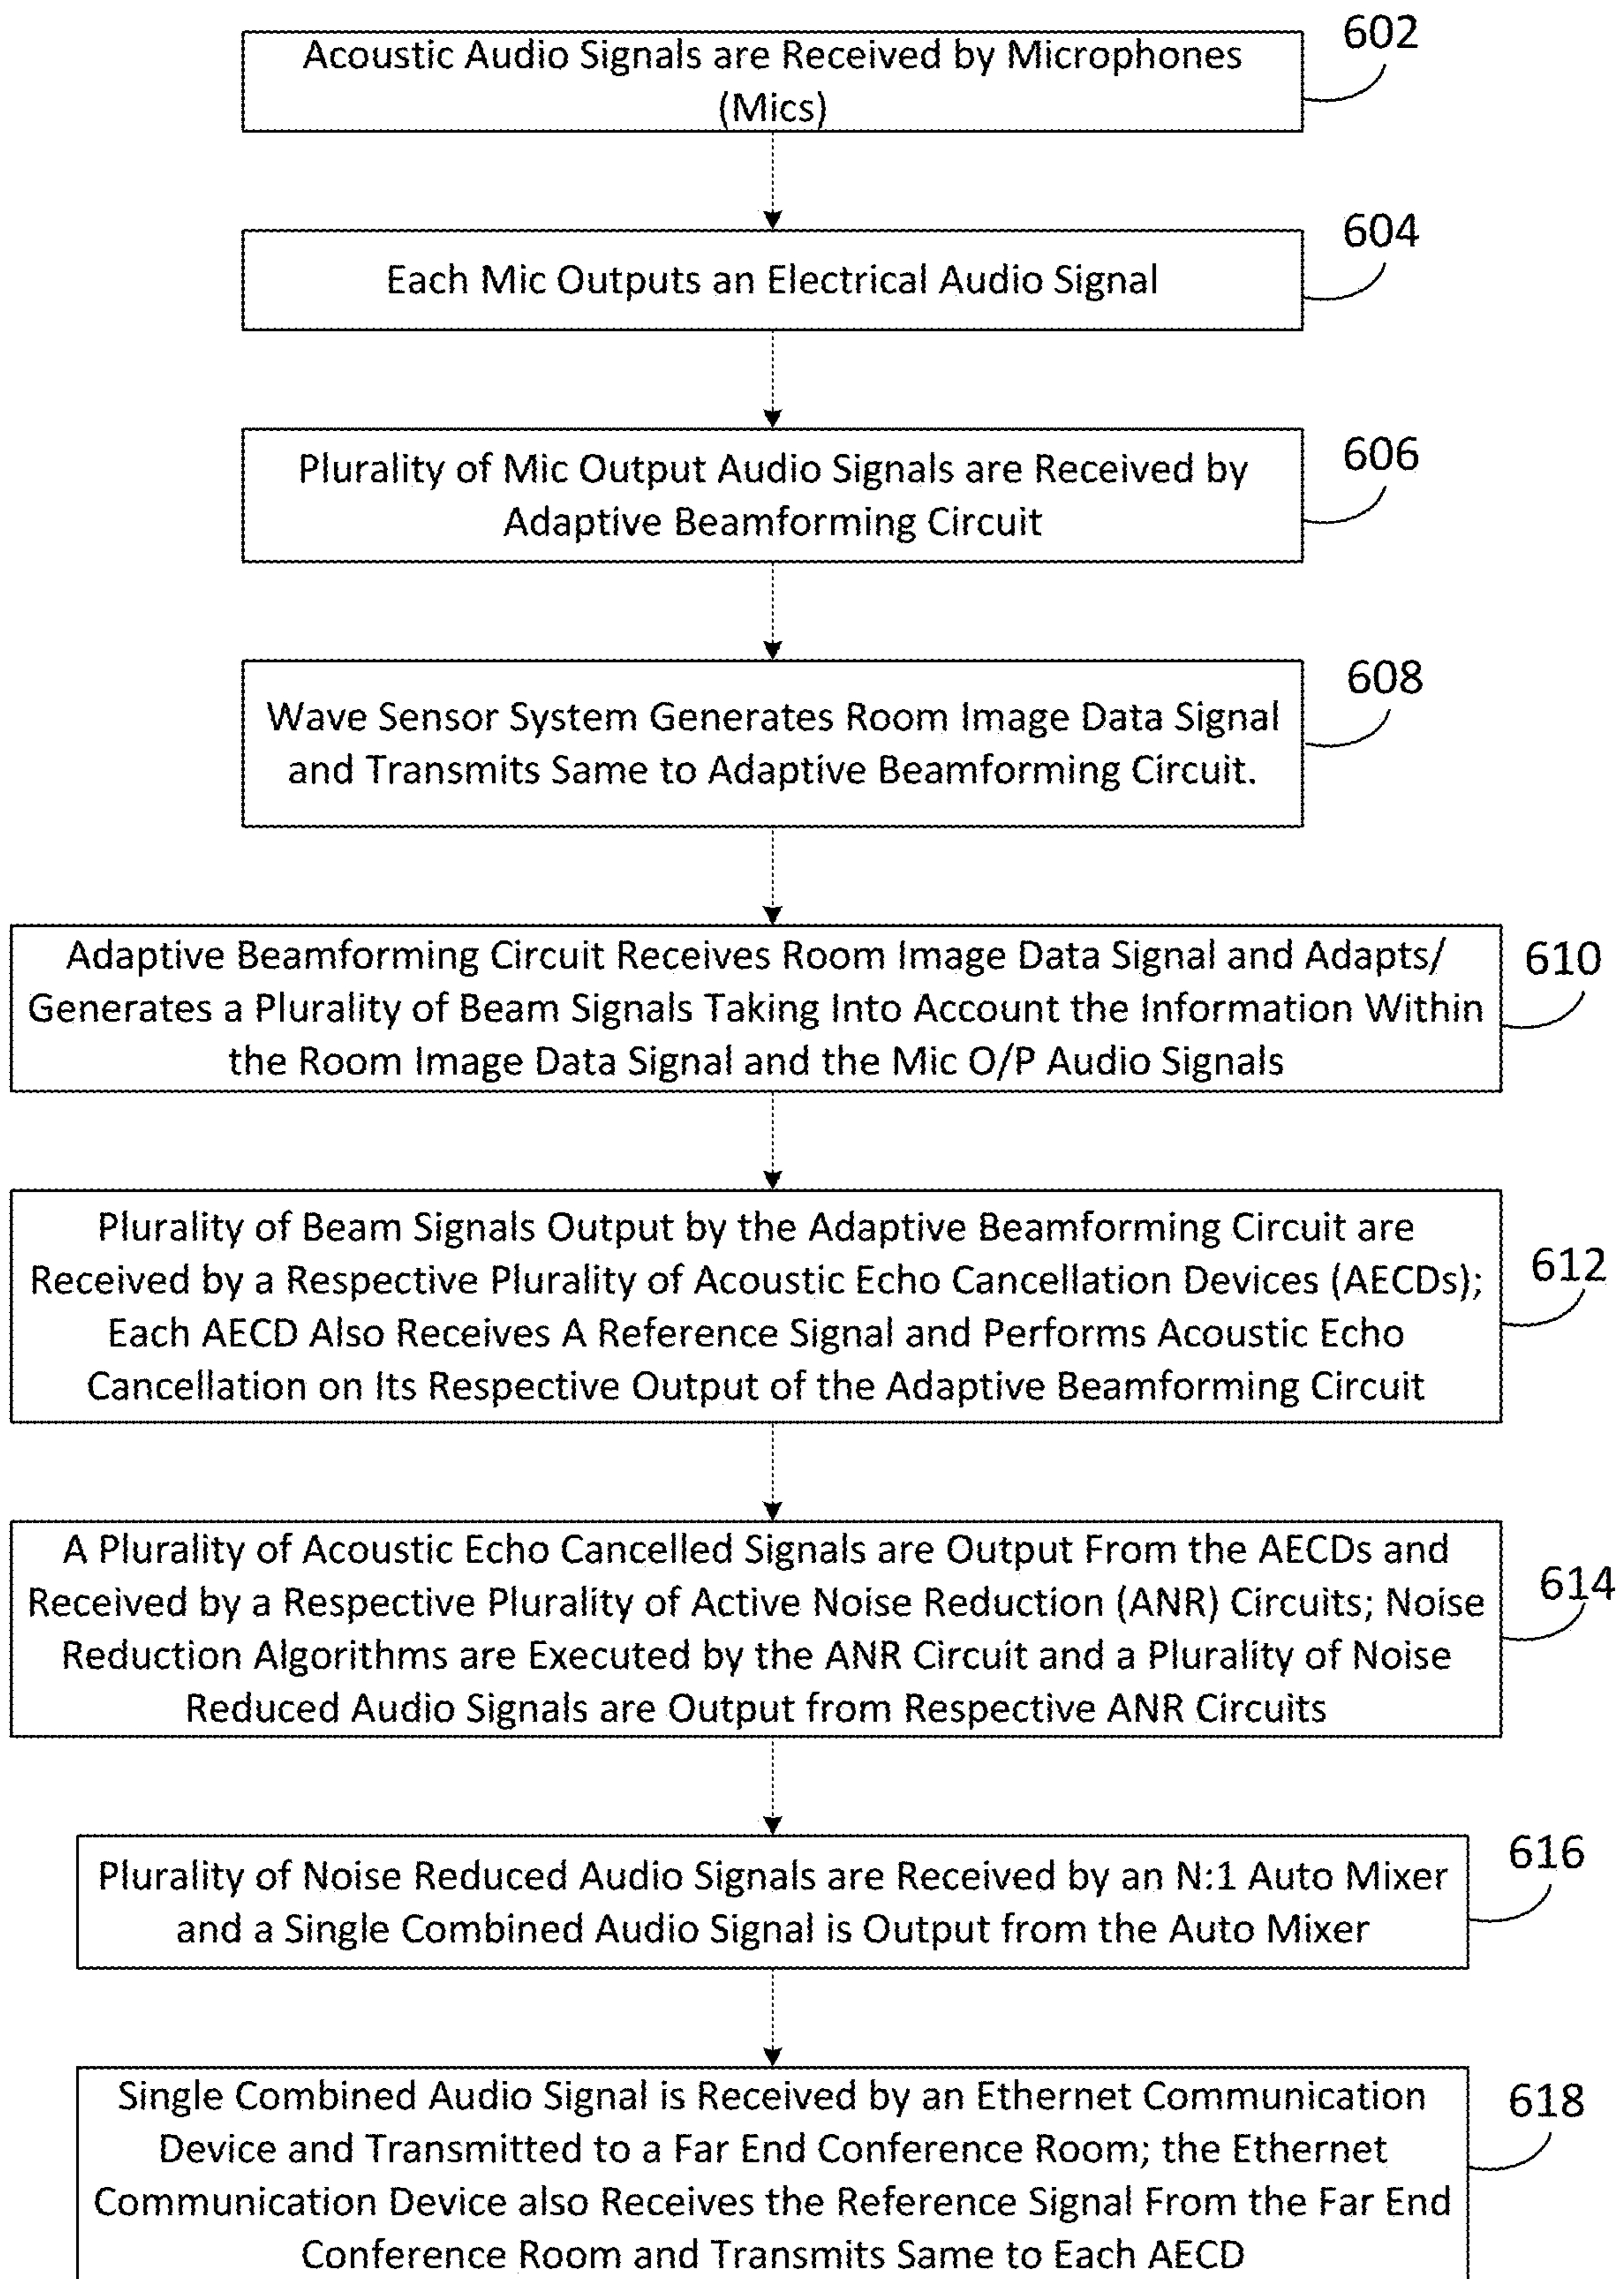 602
Acoustic Audio Signals are Received by Microphones
(Mics)
604
Each Mic Outputs an Electrical Audio Signal
606
Plurality of Mic Output Audio Signals are Received by
Adaptive Beamforming Circuit
608
Wave Sensor System Generates Room Image Data Signal
and Transmits Same to Adaptive Beamforming Circuit.
610
Adaptive Beamforming Circuit Receives Room Image Data Signal and Adapts/
Generates a Plurality of Beam Signals Taking Into Account the Information Within
the Room Image Data Signal and the Mic O/P Audio Signals
612
Plurality of Beam Signals Output by the Adaptive Beamforming Circuit are
Received by a Respective Plurality of Acoustic Echo Cancellation Devices (AECDs);
Each AECD Also Receives A Reference Signal and Performs Acoustic Echo
Cancellation on Its Respective Output of the Adaptive Beamforming Circuit
614
A Plurality of Acoustic Echo Cancelled Signals are Output From the AECDs and
Received by a Respective Plurality of Active Noise Reduction (ANR) Circuits; Noise
Reduction Algorithms are Executed by the ANR Circuit and a Plurality of Noise
Reduced Audio Signals are Output from Respective ANR Circuits
616
Plurality of Noise Reduced Audio Signals are Received by an N:1 Auto Mixer
and a Single Combined Audio Signal is Output from the Auto Mixer
618
Single Combined Audio Signal is Received by an Ethernet Communication
Device and Transmitted to a Far End Conference Room; the Ethernet
Communication Device also Receives the Reference Signal From the Far End
Conference Room and Transmits Same to Each AECD